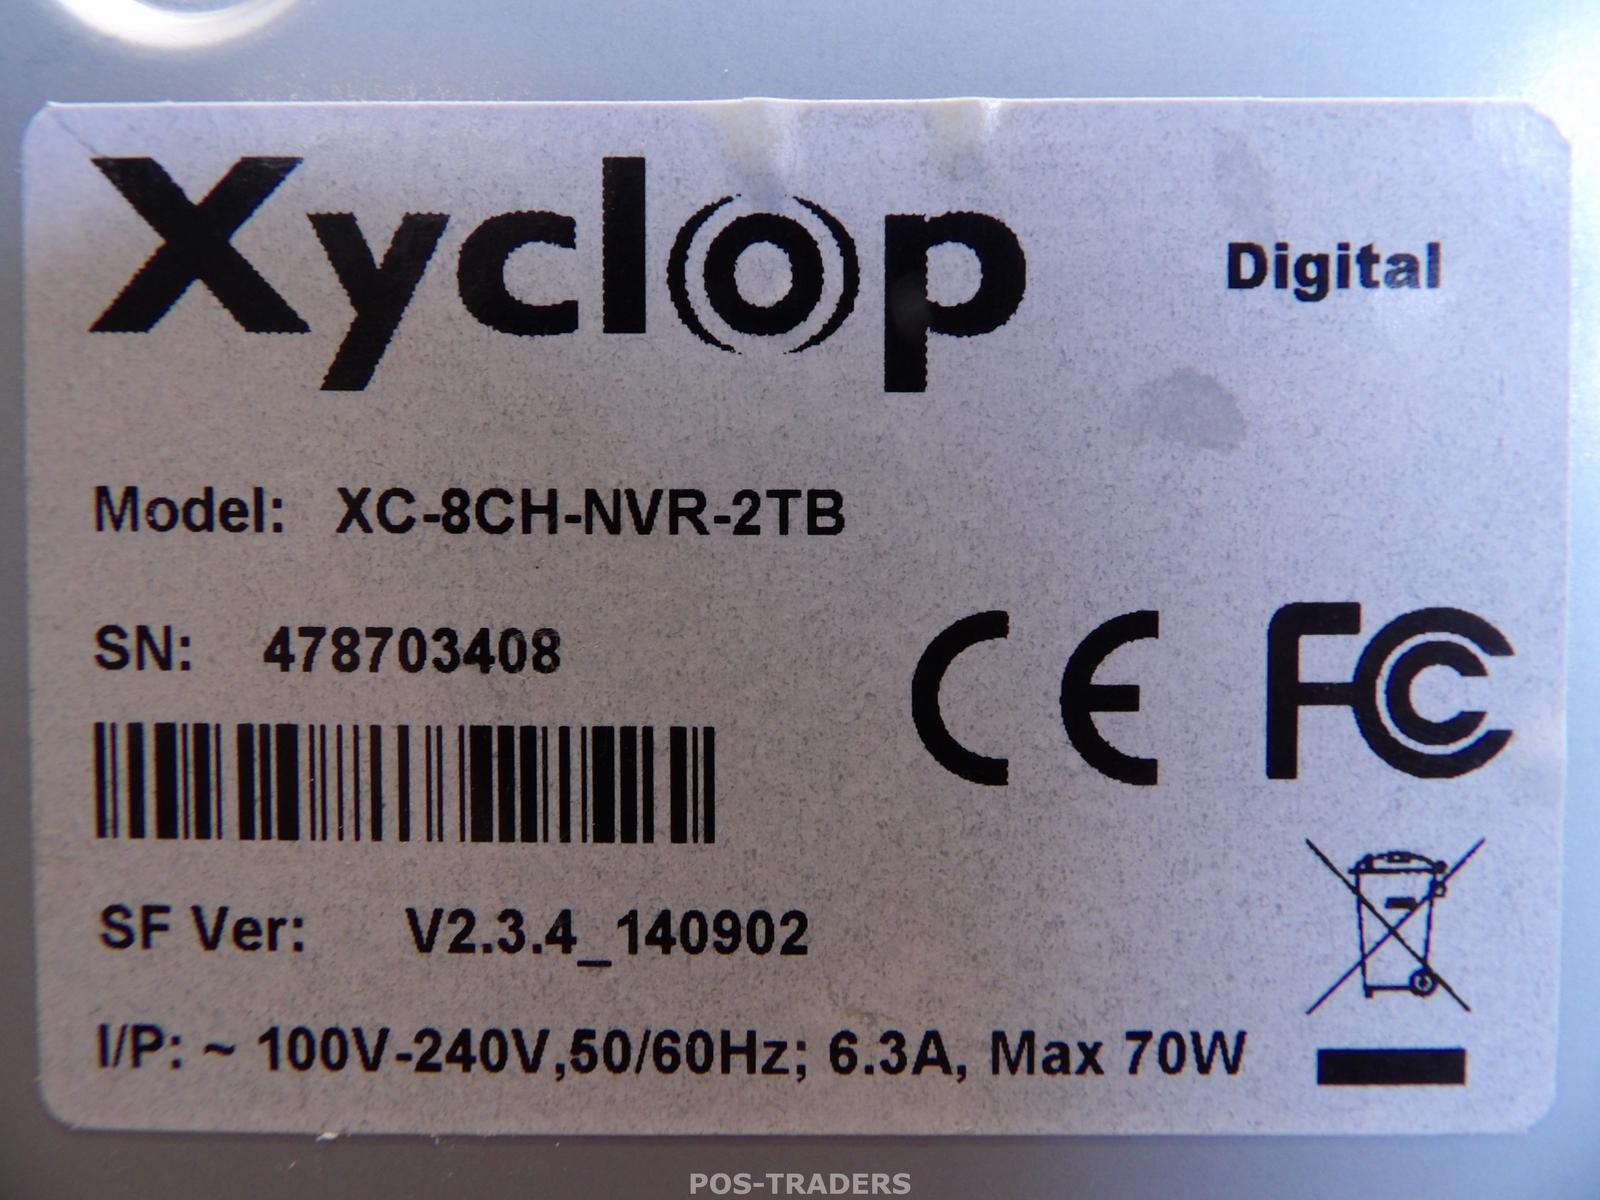 Xyclop
Digital
Model: XC-8CH-NVR-2TB
SN: 478703408
CE FCC
SF Ver: V2.3.4_140902
I/P: ~ 100V-240V,50/60Hz; 6.3A, Max 70W
POS-TRADERS